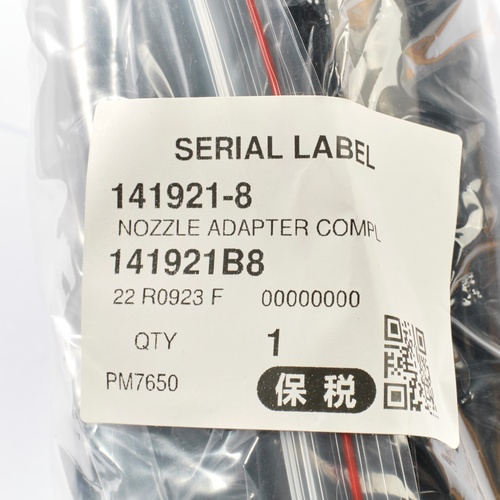 SERIAL LABEL
141921-8
NOZZLE ADAPTER COMPL
141921B8
22 R0923 F 00000000
QTY 1
PM7650 保税